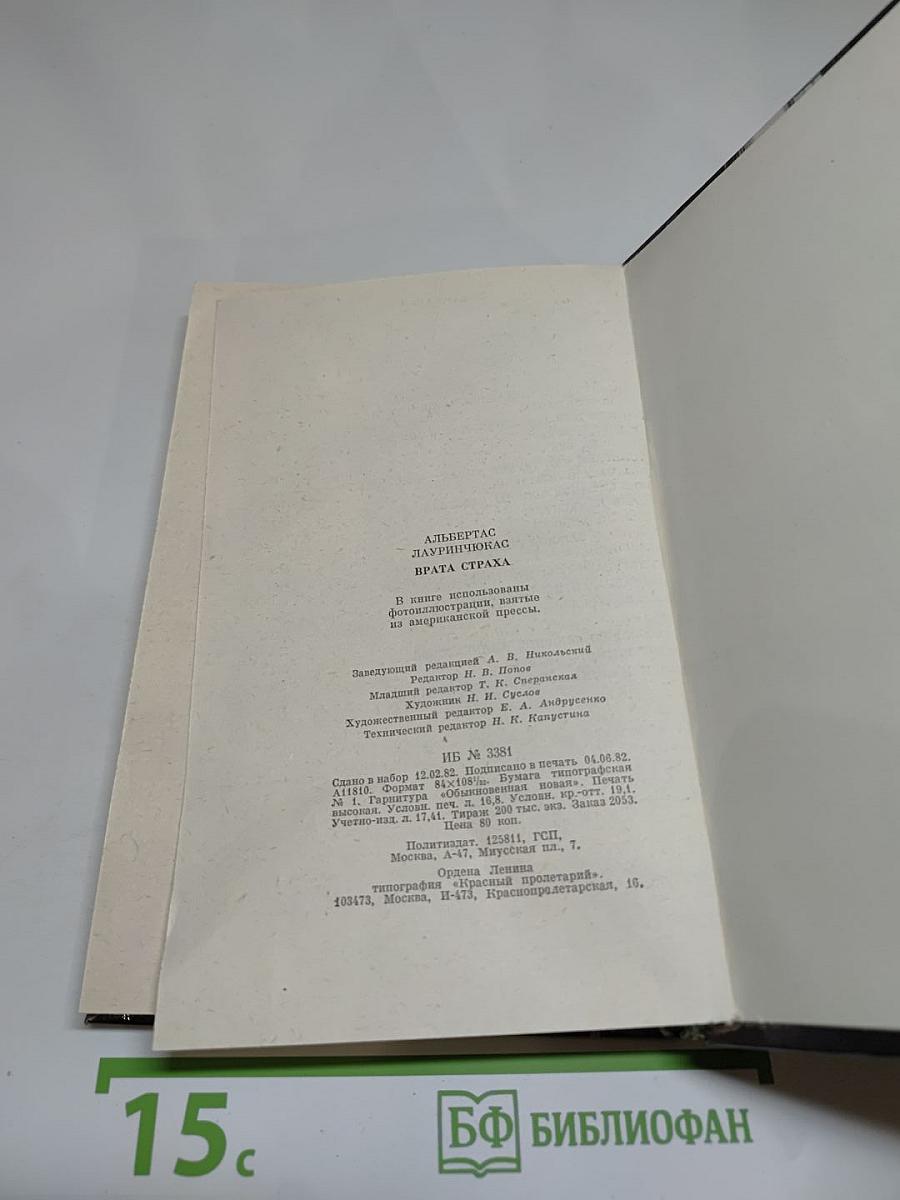 АЛЬБЕРТАС
ЛАУРИНЧЮКАС
ВРАТА СТРАХА
В книге использованы
фотоиллюстрации, взятые
из американской прессы.
Заведующий редакцией А. В. Никольский
Редактор Н. В. Попов
Младший редактор Т. К. Сперанская
Художник Н. И. Суслов
Художественный редактор Е. А. Андрусенко
Технический редактор Н. К. Капустина
ИБ № 3381
Сдано в набор 12.02.82. Подписано в печать 04.06.82.
А11810. Формат 84×108¹/₃₂. Бумага типографская
№ 1. Гарнитура «Обыкновенная новая». Печать
высокая. Условн. печ. л. 16,8. Условн. кр.-отт. 19,1.
Учетно-изд. л. 17,41. Тираж 200 тыс. экз. Заказ 2053.
Цена 80 коп.
Политиздат. 125811, ГСП,
Москва, А-47, Миусская пл., 7.
Ордена Ленина
типография «Красный пролетарий».
103473, Москва, И-473, Краснопролетарская, 16.
15 с
БФ БИБЛИОФАН